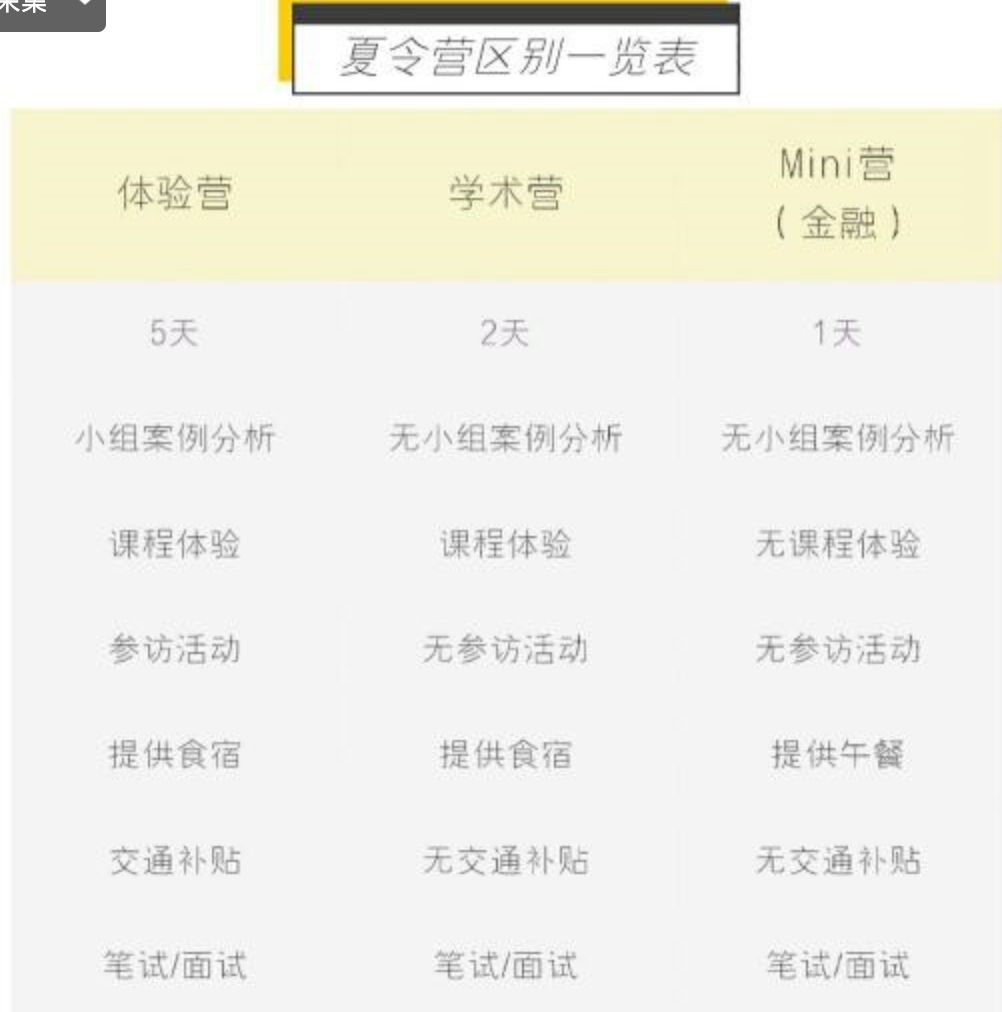 采集
夏令营区别一览表
体验营
学术营
Mini营
（金融）
5天
2天
1天
小组案例分析
无小组案例分析
无小组案例分析
课程体验
课程体验
无课程体验
参访活动
无参访活动
无参访活动
提供食宿
提供食宿
提供午餐
交通补贴
无交通补贴
无交通补贴
笔试/面试
笔试/面试
笔试/面试